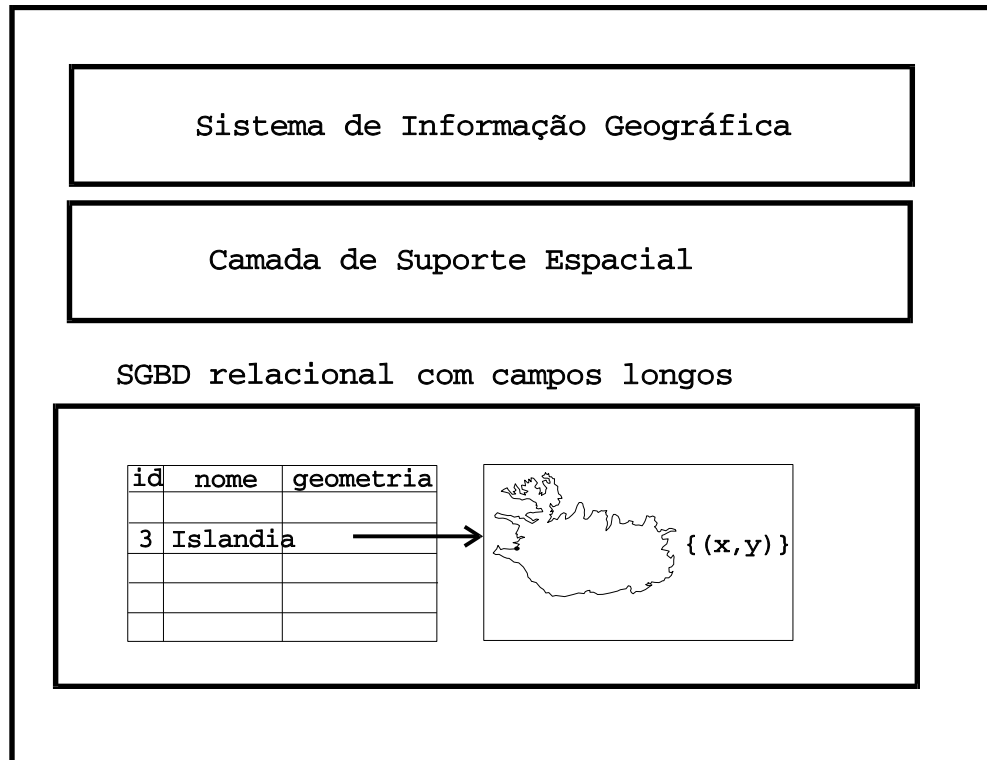 Sistema de Informação Geográfica
Camada de Suporte Espacial
SGBD relacional com campos longos
id nome geometria
3 Islandia {(x,y)}